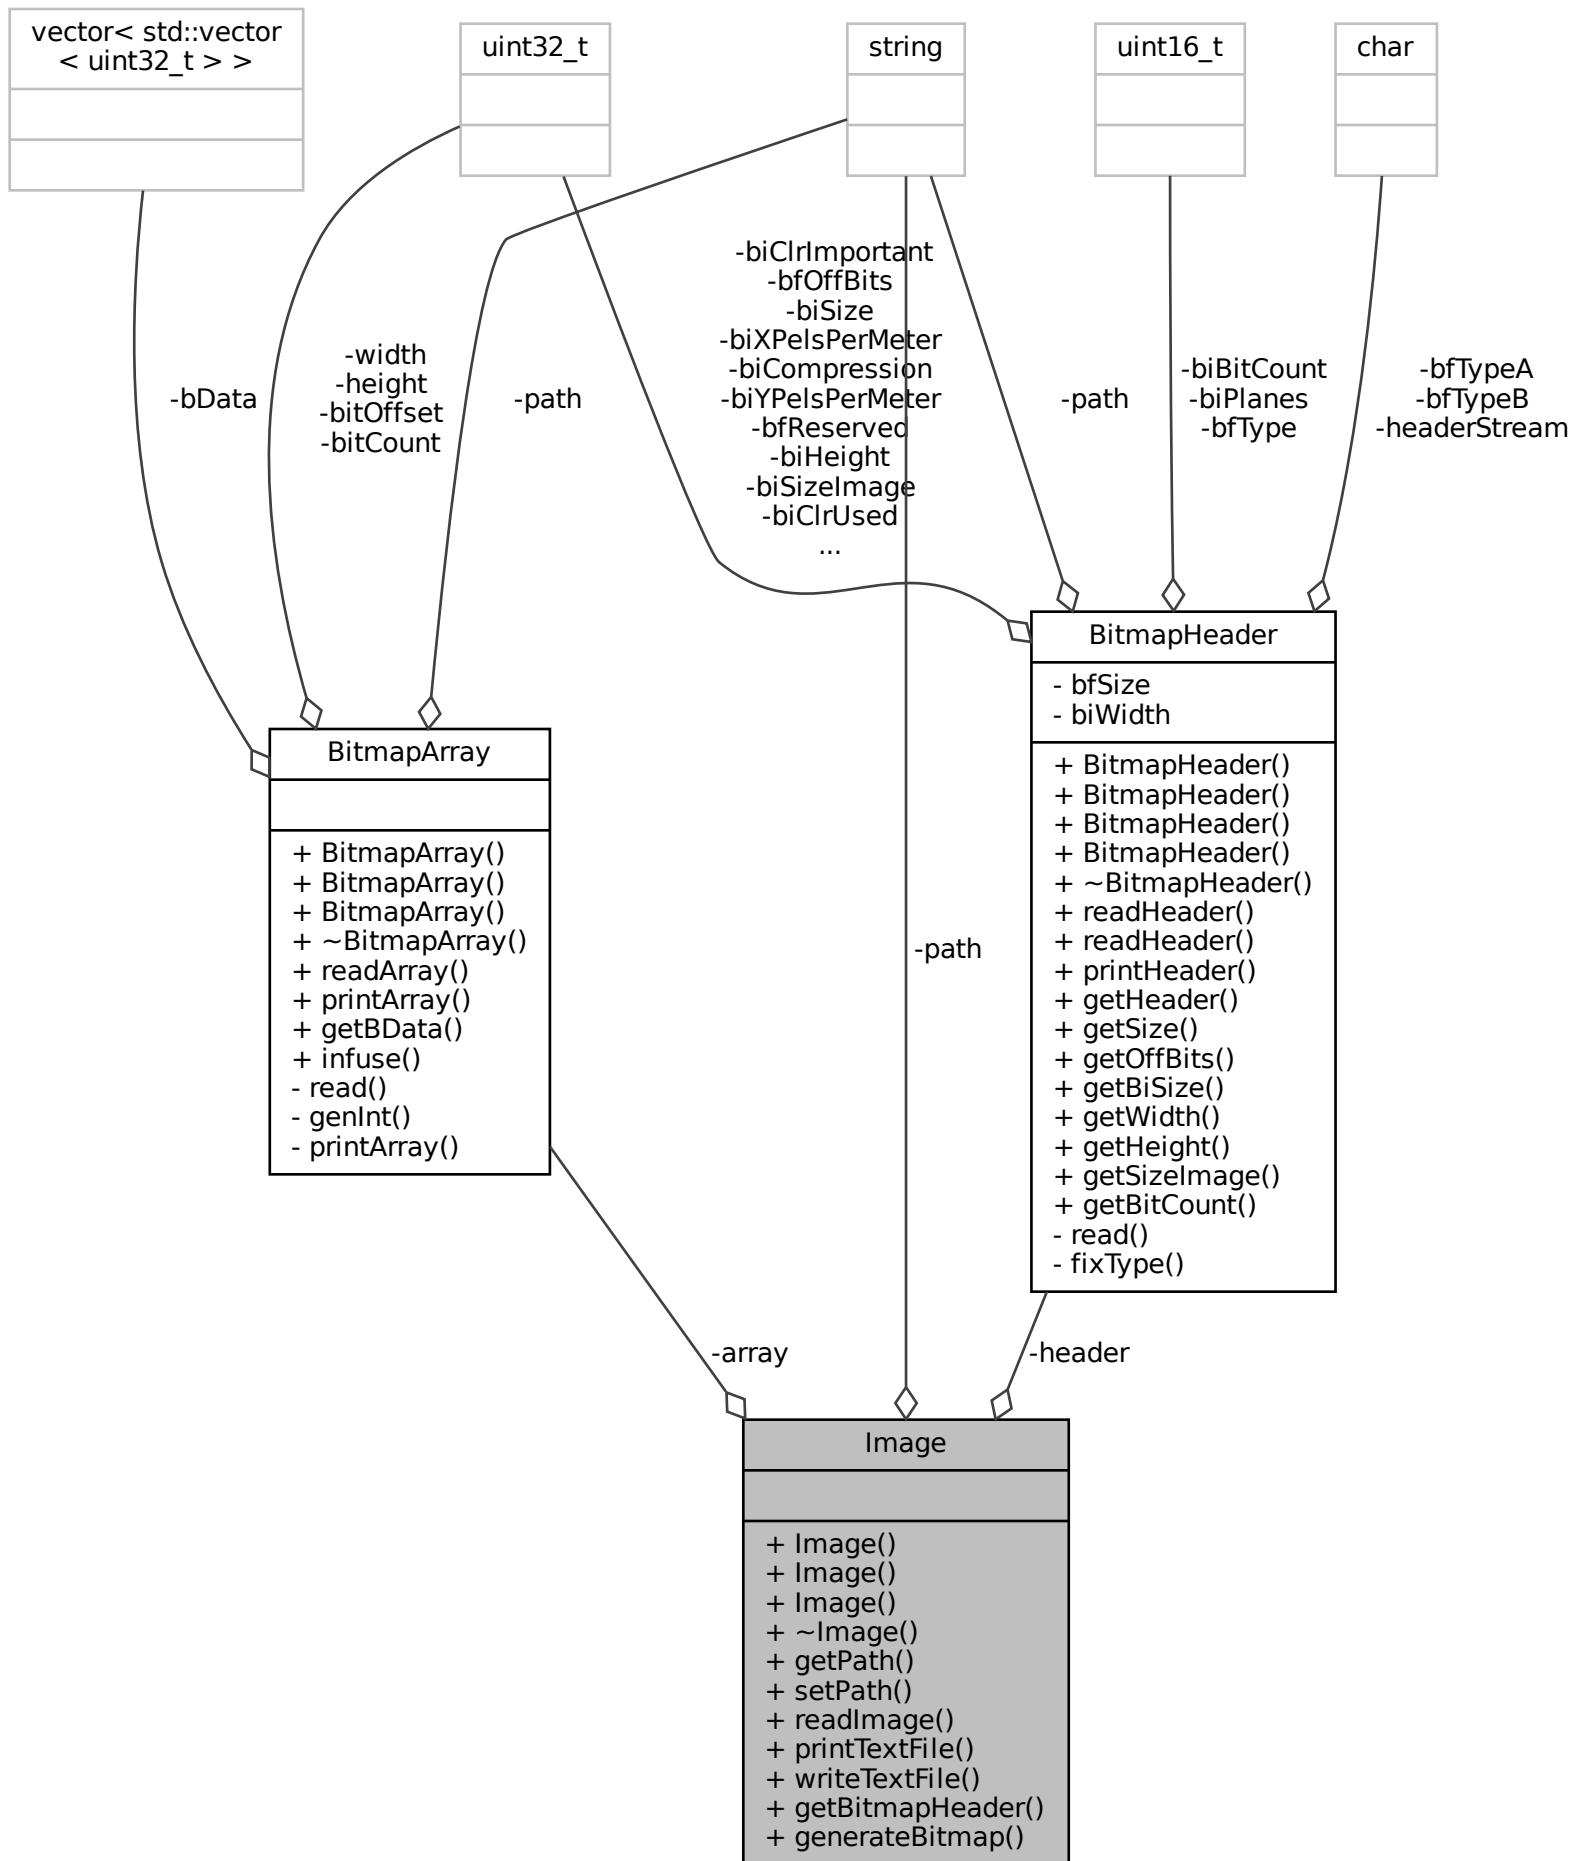 vector< std::vector
< uint32_t > >
uint32_t
string
uint16_t
char
-bData
-width
-height
-bitOffset
-bitCount
-path
-biClrImportant
-bfOffBits
-biSize
-biXPelsPerMeter
-biCompression
-biYPelsPerMeter
-bfReserved
-biHeight
-biSizeImage
-biClrUsed
...
-path
-biBitCount
-biPlanes
-bfType
-bfTypeA
-bfTypeB
-headerStream
BitmapHeader
- bfSize
- biWidth
+ BitmapHeader()
+ BitmapHeader()
+ BitmapHeader()
+ BitmapHeader()
+ ~BitmapHeader()
+ readHeader()
+ readHeader()
+ printHeader()
+ getHeader()
+ getSize()
+ getOffBits()
+ getBiSize()
+ getWidth()
+ getHeight()
+ getSizeImage()
+ getBitCount()
- read()
- fixType()
BitmapArray
+ BitmapArray()
+ BitmapArray()
+ BitmapArray()
+ ~BitmapArray()
+ readArray()
+ printArray()
+ getBData()
+ infuse()
- read()
- genInt()
- printArray()
-path
-array
-header
Image
+ Image()
+ Image()
+ Image()
+ ~Image()
+ getPath()
+ setPath()
+ readImage()
+ printTextFile()
+ writeTextFile()
+ getBitmapHeader()
+ generateBitmap()